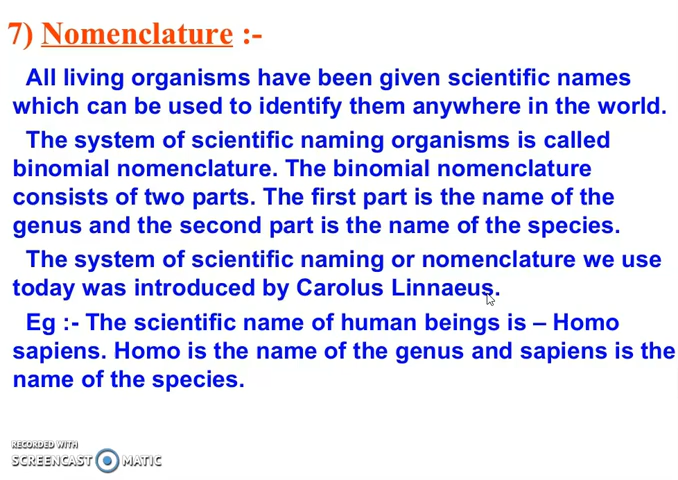 7) Nomenclature :-
All living organisms have been given scientific names
which can be used to identify them anywhere in the world.
The system of scientific naming organisms is called
binomial nomenclature. The binomial nomenclature
consists of two parts. The first part is the name of the
genus and the second part is the name of the species.
The system of scientific naming or nomenclature we use
today was introduced by Carolus Linnaeus.
Eg :- The scientific name of human beings is – Homo
sapiens. Homo is the name of the genus and sapiens is the
name of the species.
RECORDED WITH
SCREENCAST MATIC